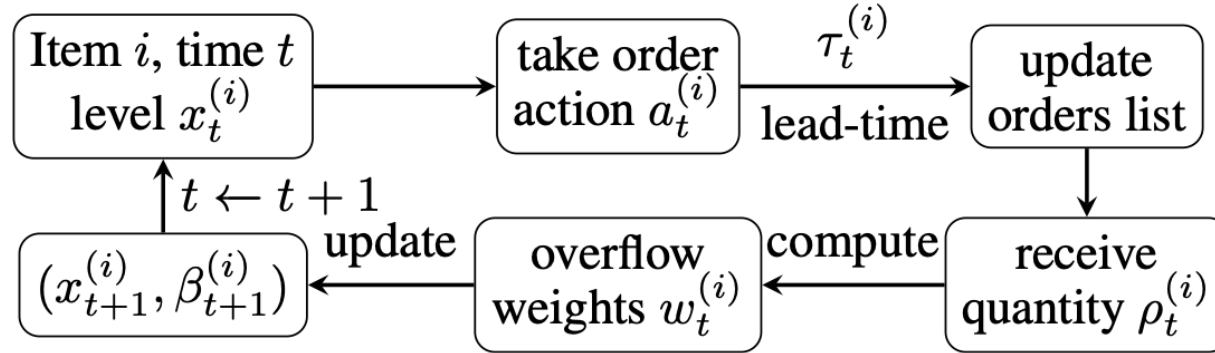 Item i, time t
level x_t^{(i)}
take order
action a_t^{(i)}
τ_t^{(i)}
lead-time
update
orders list
receive
quantity ρ_t^{(i)}
compute
overflow
weights w_t^{(i)}
update
(x_{t+1}^{(i)}, β_{t+1}^{(i)})
t ← t + 1